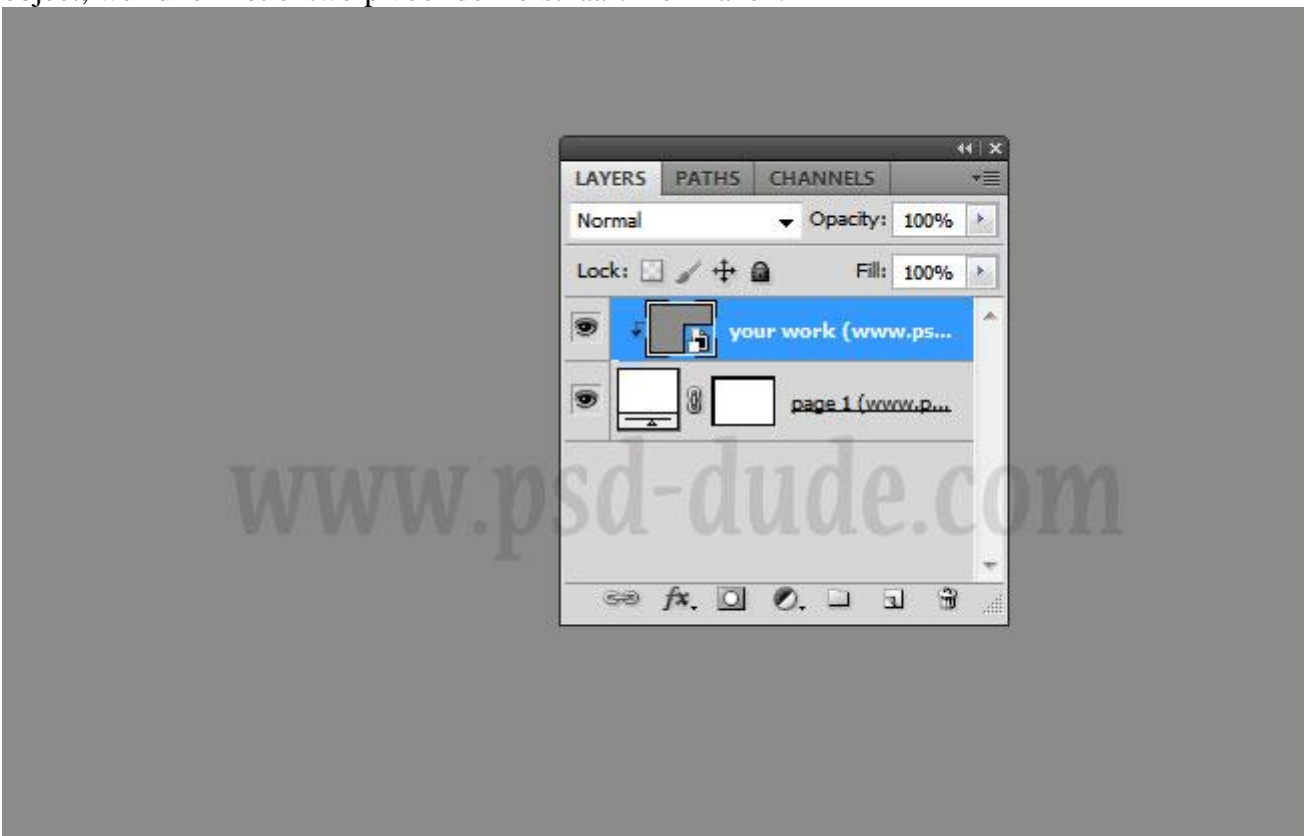 LAYERS PATHS CHANNELS
Normal Opacity: 100%
Lock: Fill: 100%
your work (www.ps...
page 1 (www.p...
www.psd-dude.com
fx.